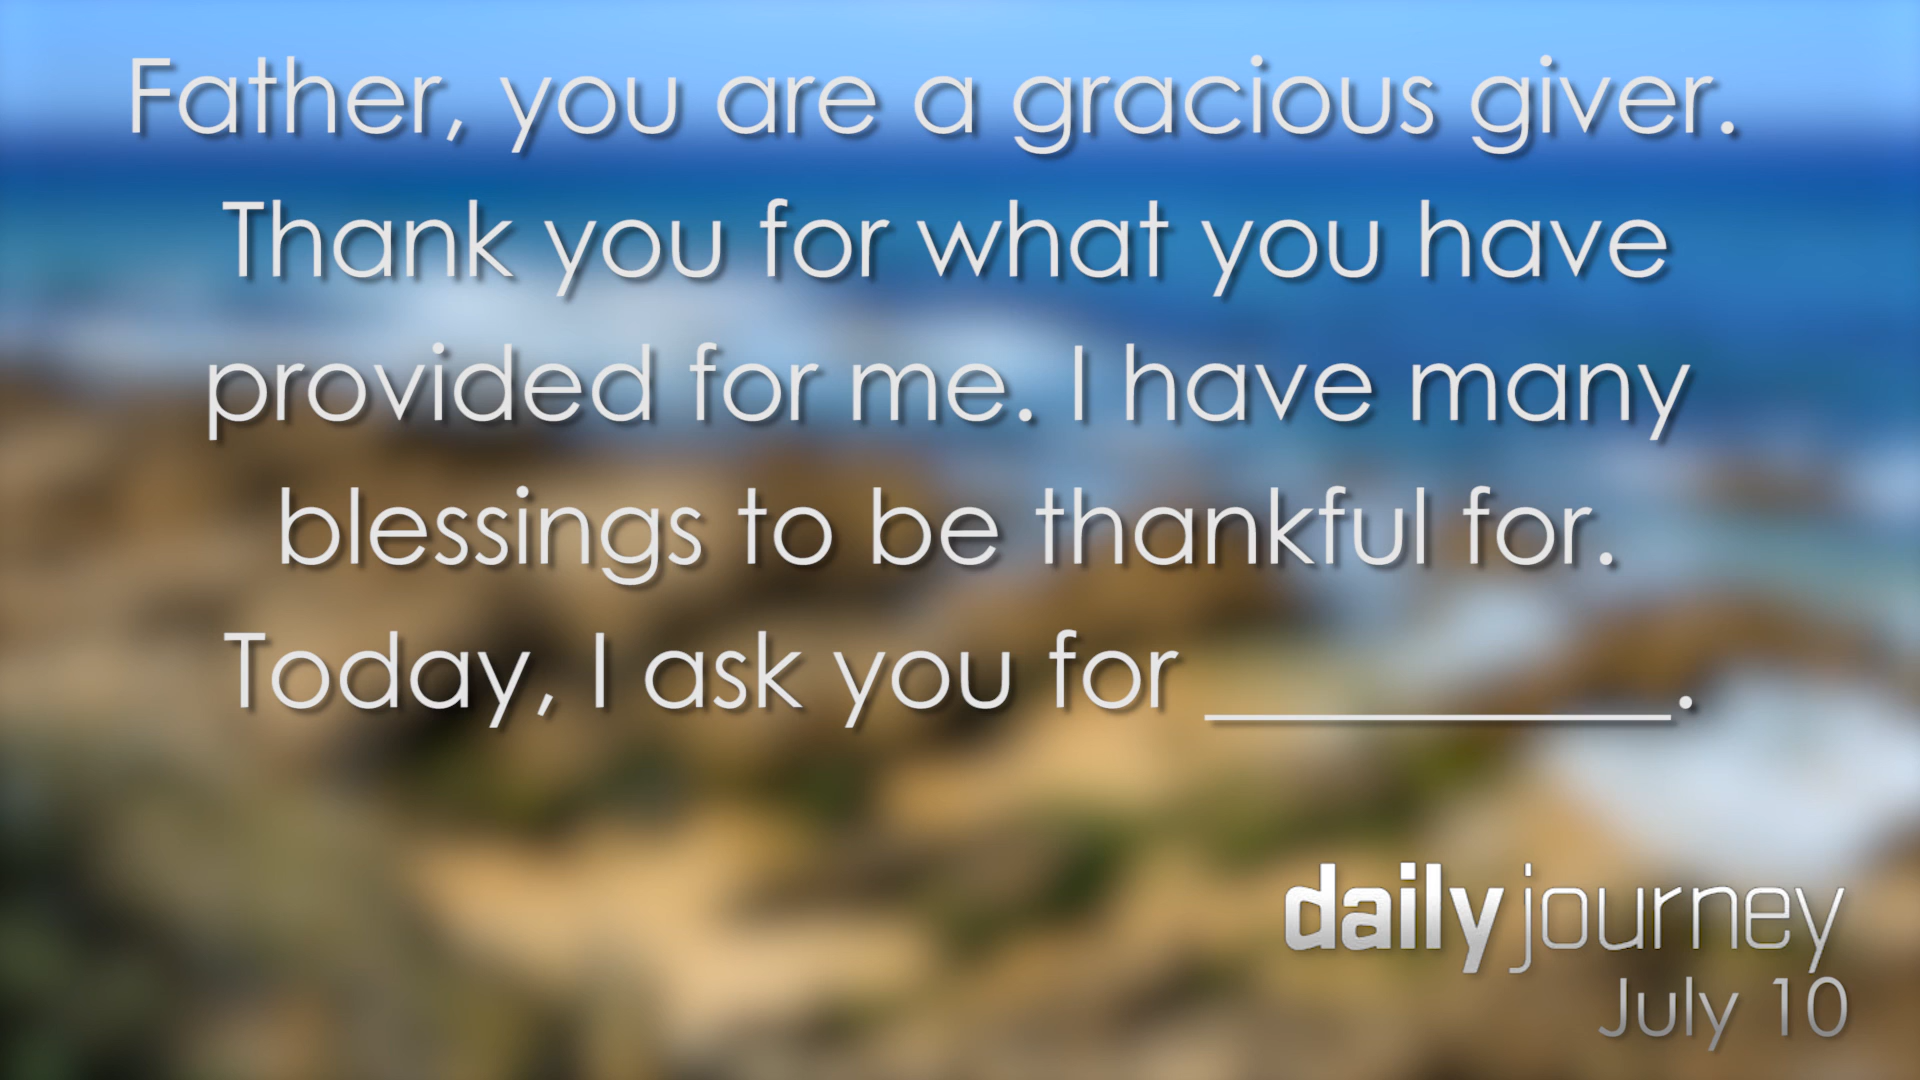 Father, you are a gracious giver.
Thank you for what you have
provided for me. I have many
blessings to be thankful for.
Today, I ask you for __________.
daily journey
July 10